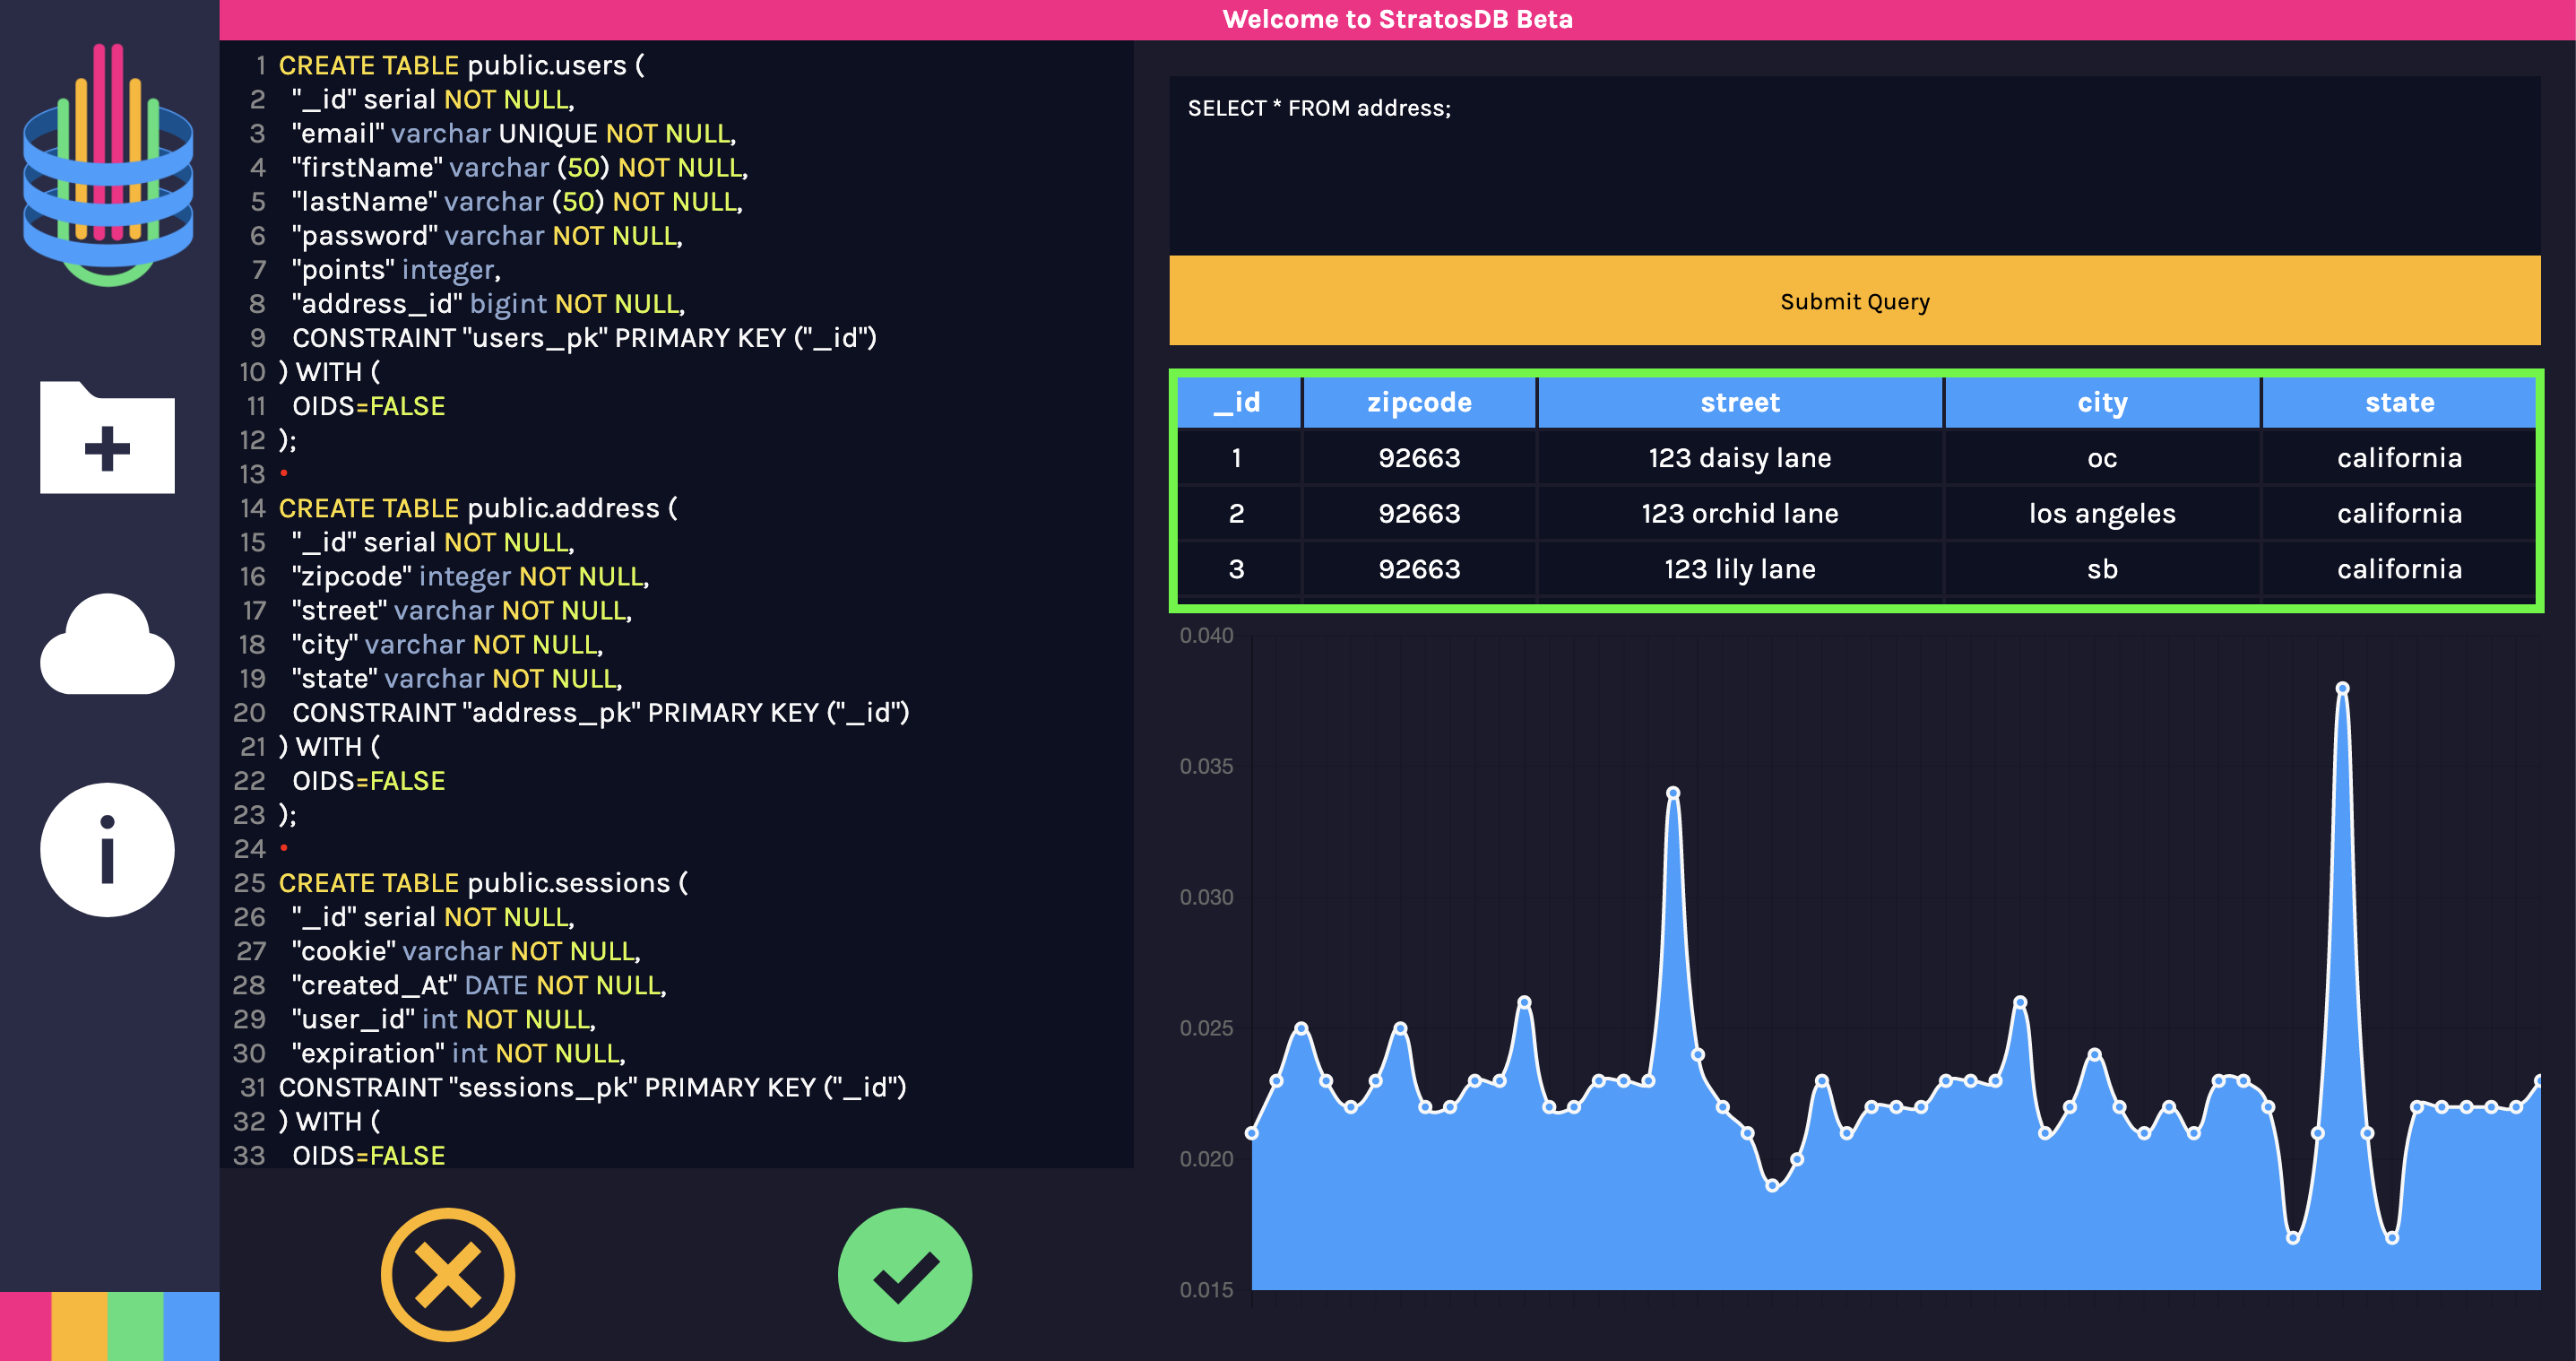 Welcome to StratosDB Beta
1 CREATE TABLE public.users (
2 "_id" serial NOT NULL,
3 "email" varchar UNIQUE NOT NULL,
4 "firstName" varchar (50) NOT NULL,
5 "lastName" varchar (50) NOT NULL,
6 "password" varchar NOT NULL,
7 "points" integer,
8 "address_id" bigint NOT NULL,
9 CONSTRAINT "users_pk" PRIMARY KEY ("_id")
10 ) WITH (
11 OIDS=FALSE
12 );
13 •
14 CREATE TABLE public.address (
15 "_id" serial NOT NULL,
16 "zipcode" integer NOT NULL,
17 "street" varchar NOT NULL,
18 "city" varchar NOT NULL,
19 "state" varchar NOT NULL,
20 CONSTRAINT "address_pk" PRIMARY KEY ("_id")
21 ) WITH (
22 OIDS=FALSE
23 );
24 •
25 CREATE TABLE public.sessions (
26 "_id" serial NOT NULL,
27 "cookie" varchar NOT NULL,
28 "created_At" DATE NOT NULL,
29 "user_id" int NOT NULL,
30 "expiration" int NOT NULL,
31 CONSTRAINT "sessions_pk" PRIMARY KEY ("_id")
32 ) WITH (
33 OIDS=FALSE
SELECT * FROM address;
Submit Query
_id zipcode street city state
1 92663 123 daisy lane oc california
2 92663 123 orchid lane los angeles california
3 92663 123 lily lane sb california
0.040
0.035
0.030
0.025
0.020
0.015